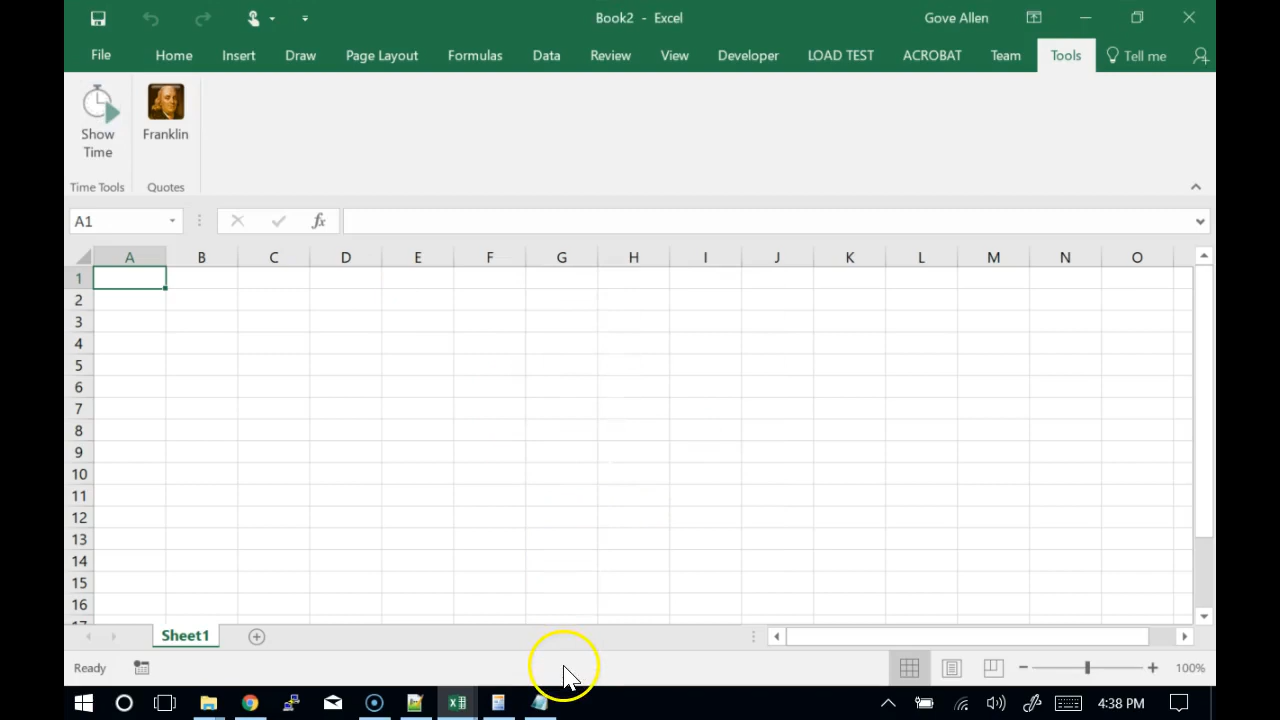 Book2 - Excel
Gove Allen
File Home Insert Draw Page Layout Formulas Data Review View Developer LOAD TEST ACROBAT Team Tools Tell me
Show Time
Franklin
Time Tools
Quotes
A1
fx
A B C D E F G H I J K L M N O
1
2
3
4
5
6
7
8
9
10
11
12
13
14
15
16
Sheet1
Ready
100%
4:38 PM